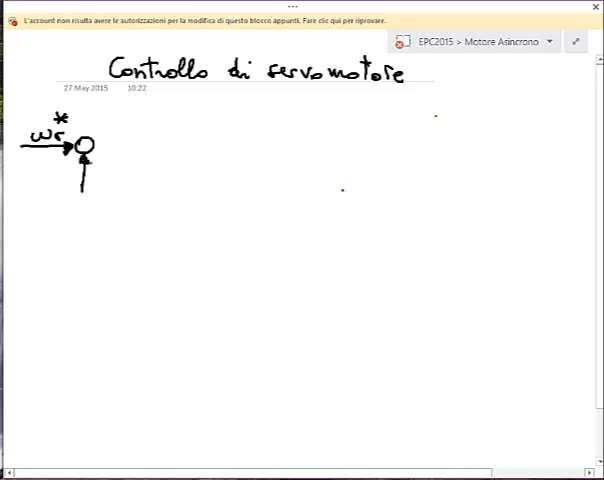 L'account non risulta avere le autorizzazioni per la modifica di questo blocco appunti. Fare clic qui per riprovare.
EPC2015 > Motore Asincrono
Controllo di servomotore
27 May 2015 10:22
ωr*